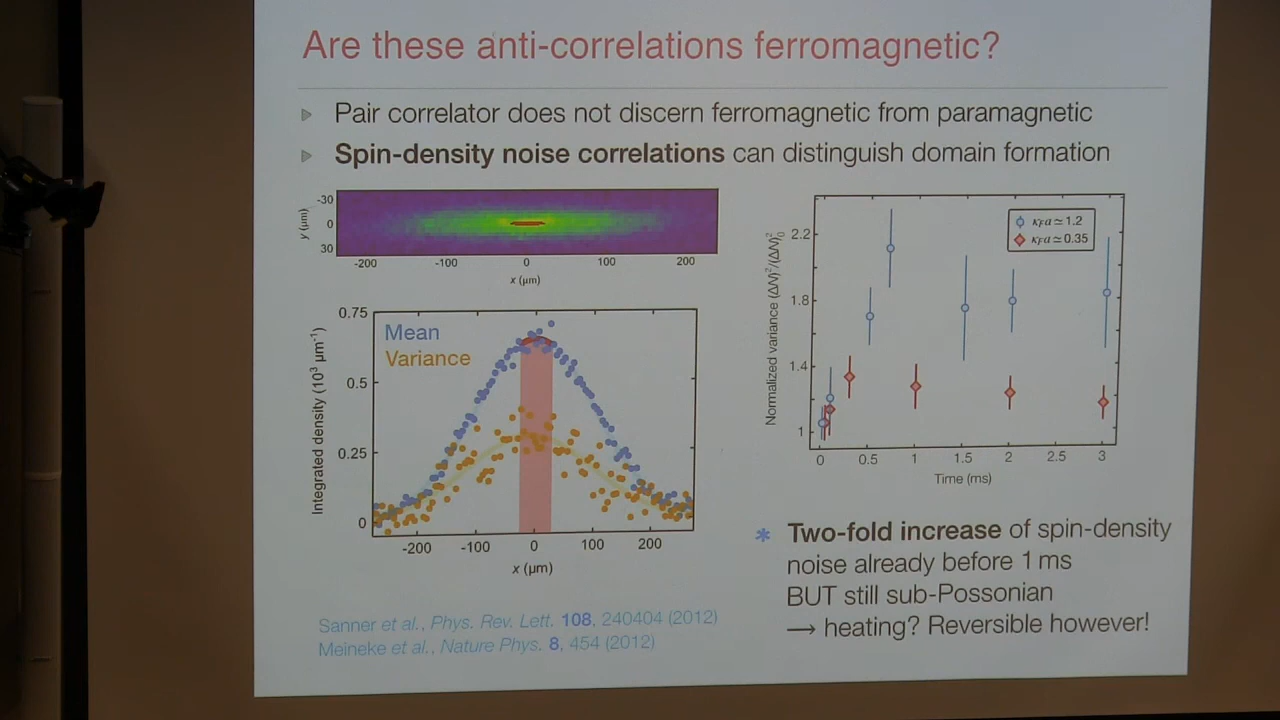 Are these anti-correlations ferromagnetic?
Pair correlator does not discern ferromagnetic from paramagnetic
Spin-density noise correlations can distinguish domain formation
y (μm)
-30
0
30
-200 -100 0 100 200
x (μm)
Integrated density (10³ μm⁻¹)
0.75
0.5
0.25
0
Mean
Variance
-200 -100 0 100 200
x (μm)
Normalized variance (ΔN)²/(ΔN)₀²
2.2
1.8
1.4
1
κFa ≃ 1.2
κFa ≃ 0.35
0 0.5 1 1.5 2 2.5 3
Time (ms)
* Two-fold increase of spin-density
noise already before 1 ms
BUT still sub-Possonian
→ heating? Reversible however!
Sanner et al., Phys. Rev. Lett. 108, 240404 (2012)
Meineke et al., Nature Phys. 8, 454 (2012)